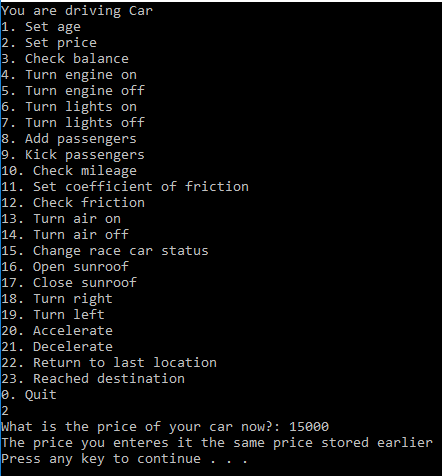 You are driving Car
1. Set age
2. Set price
3. Check balance
4. Turn engine on
5. Turn engine off
6. Turn lights on
7. Turn lights off
8. Add passengers
9. Kick passengers
10. Check mileage
11. Set coefficient of friction
12. Check friction
13. Turn air on
14. Turn air off
15. Change race car status
16. Open sunroof
17. Close sunroof
18. Turn right
19. Turn left
20. Accelerate
21. Decelerate
22. Return to last location
23. Reached destination
0. Quit
2
What is the price of your car now?: 15000
The price you enteres it the same price stored earlier
Press any key to continue . . .